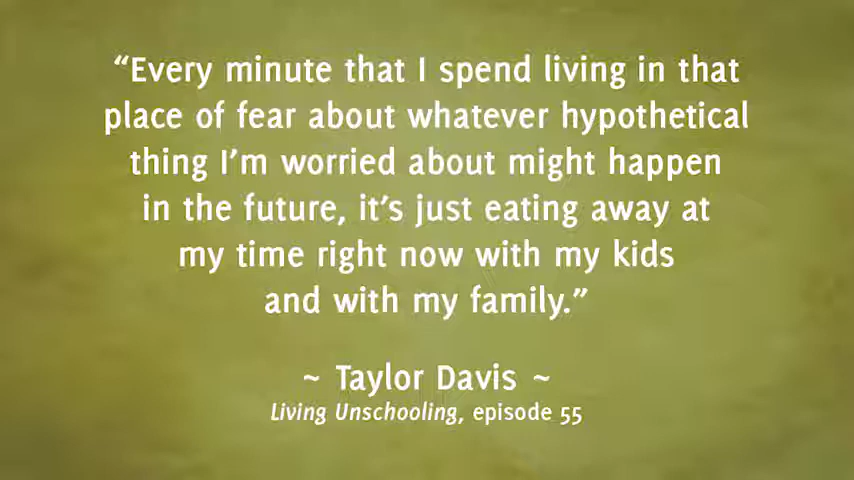 “Every minute that I spend living in that
place of fear about whatever hypothetical
thing I’m worried about might happen
in the future, it’s just eating away at
my time right now with my kids
and with my family.”
~ Taylor Davis ~
Living Unschooling, episode 55